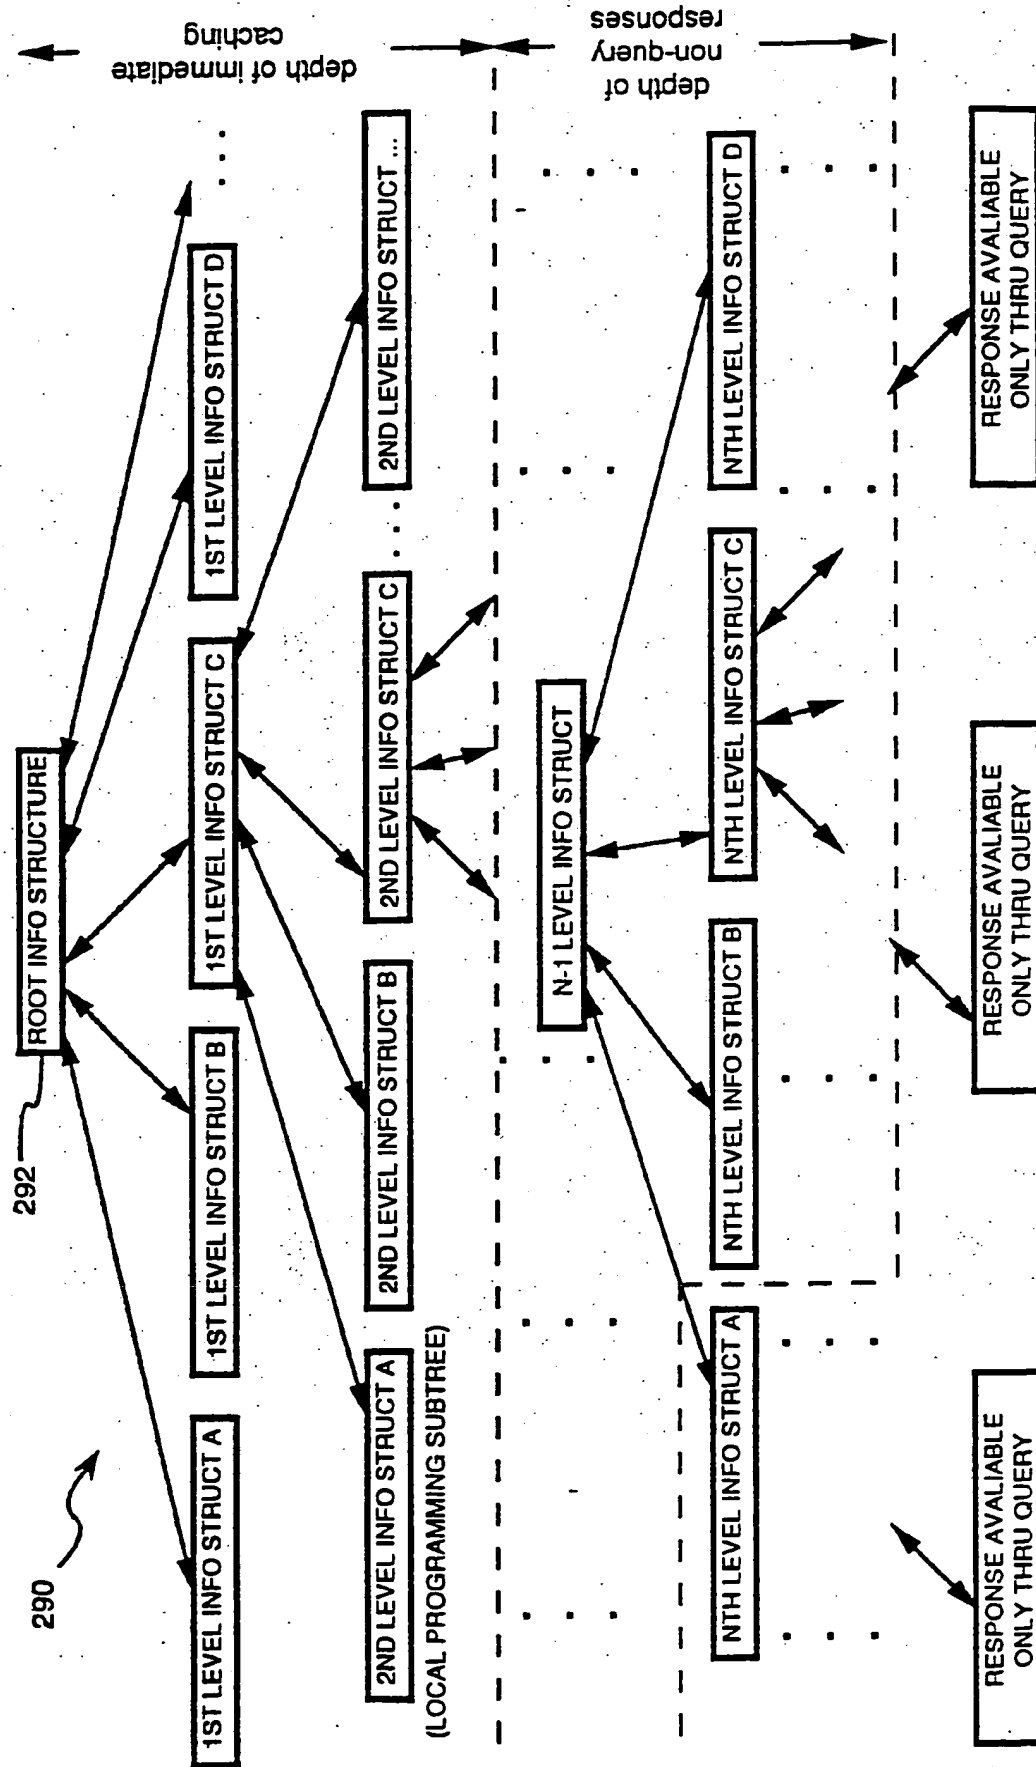 290
292
ROOT INFO STRUCTURE
depth of immediate
caching
1ST LEVEL INFO STRUCT A
1ST LEVEL INFO STRUCT B
1ST LEVEL INFO STRUCT C
1ST LEVEL INFO STRUCT D
. . .
2ND LEVEL INFO STRUCT A
2ND LEVEL INFO STRUCT B
2ND LEVEL INFO STRUCT C
. . .
2ND LEVEL INFO STRUCT ...
(LOCAL PROGRAMMING SUBTREE)
depth of
non-query
responses
N-1 LEVEL INFO STRUCT
NTH LEVEL INFO STRUCT A
NTH LEVEL INFO STRUCT B
NTH LEVEL INFO STRUCT C
NTH LEVEL INFO STRUCT D
RESPONSE AVALIABLE
ONLY THRU QUERY
RESPONSE AVALIABLE
ONLY THRU QUERY
RESPONSE AVALIABLE
ONLY THRU QUERY